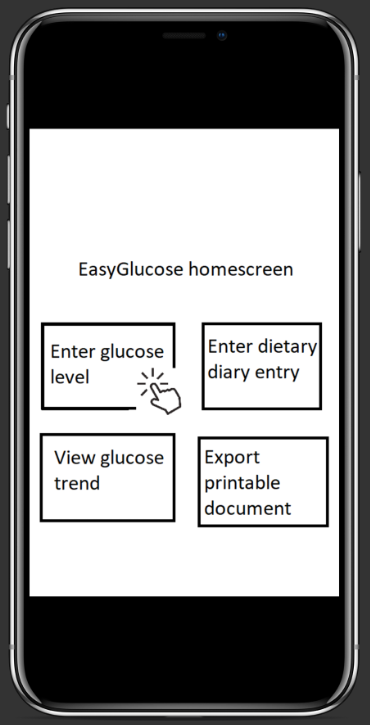 EasyGlucose homescreen
Enter glucose
level
Enter dietary
diary entry
View glucose
trend
Export
printable
document